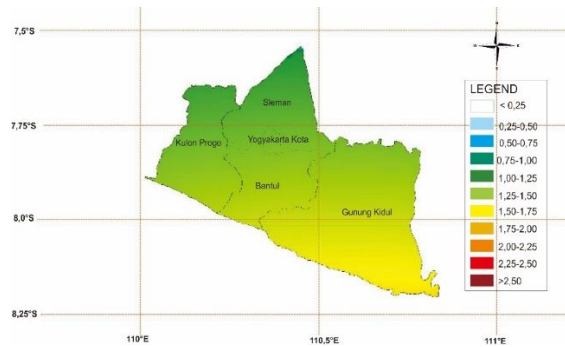 7,5°S
7,75°S
8,0°S
8,25°S
110°E
110,5°E
111°E
Sleman
Kulon Progo
Yogyakarta Kota
Bantul
Gunung Kidul
LEGEND
< 0,25
0,25-0,50
0,50-0,75
0.75-1,00
1,00-1,25
1,25-1,50
1,50-1,75
1,75-2,00
2,00-2,25
2,25-2.50
>2,50